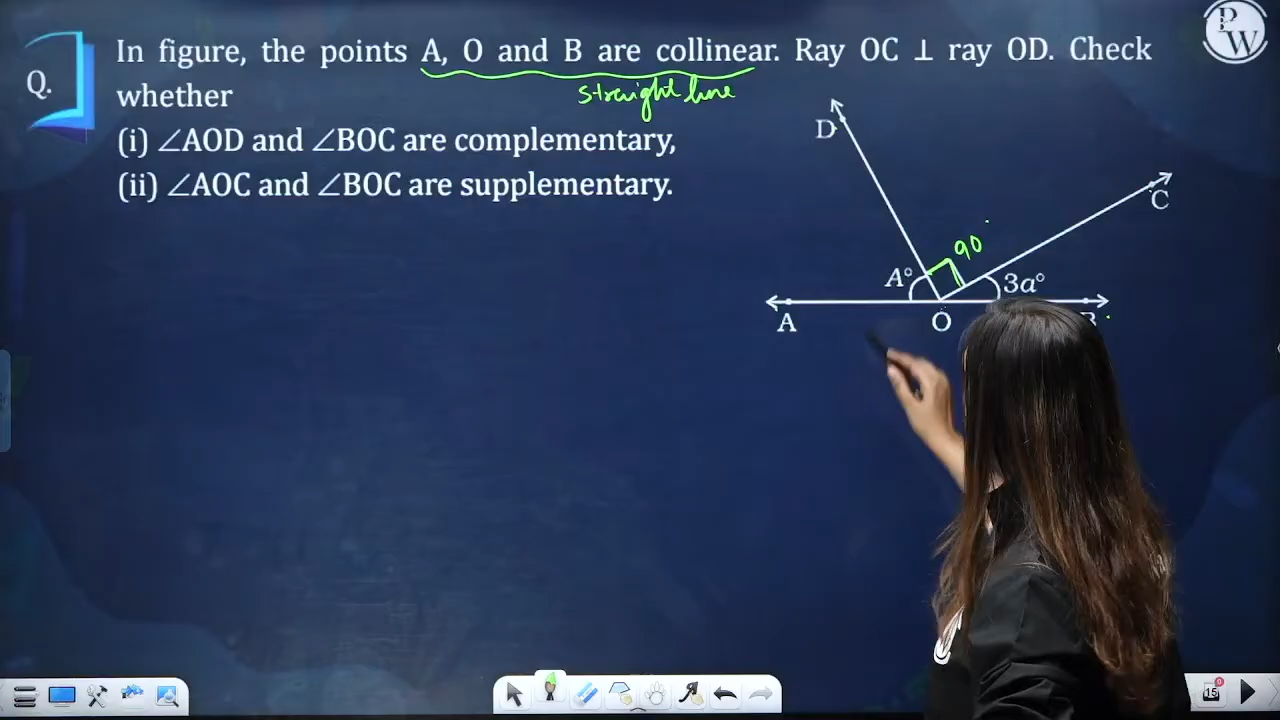 Q.
In figure, the points A, O and B are collinear. Ray OC ⊥ ray OD. Check
whether
straight line
(i) ∠AOD and ∠BOC are complementary,
(ii) ∠AOC and ∠BOC are supplementary.
P
W
D
C
90°
A°
3a°
A
O
B
15